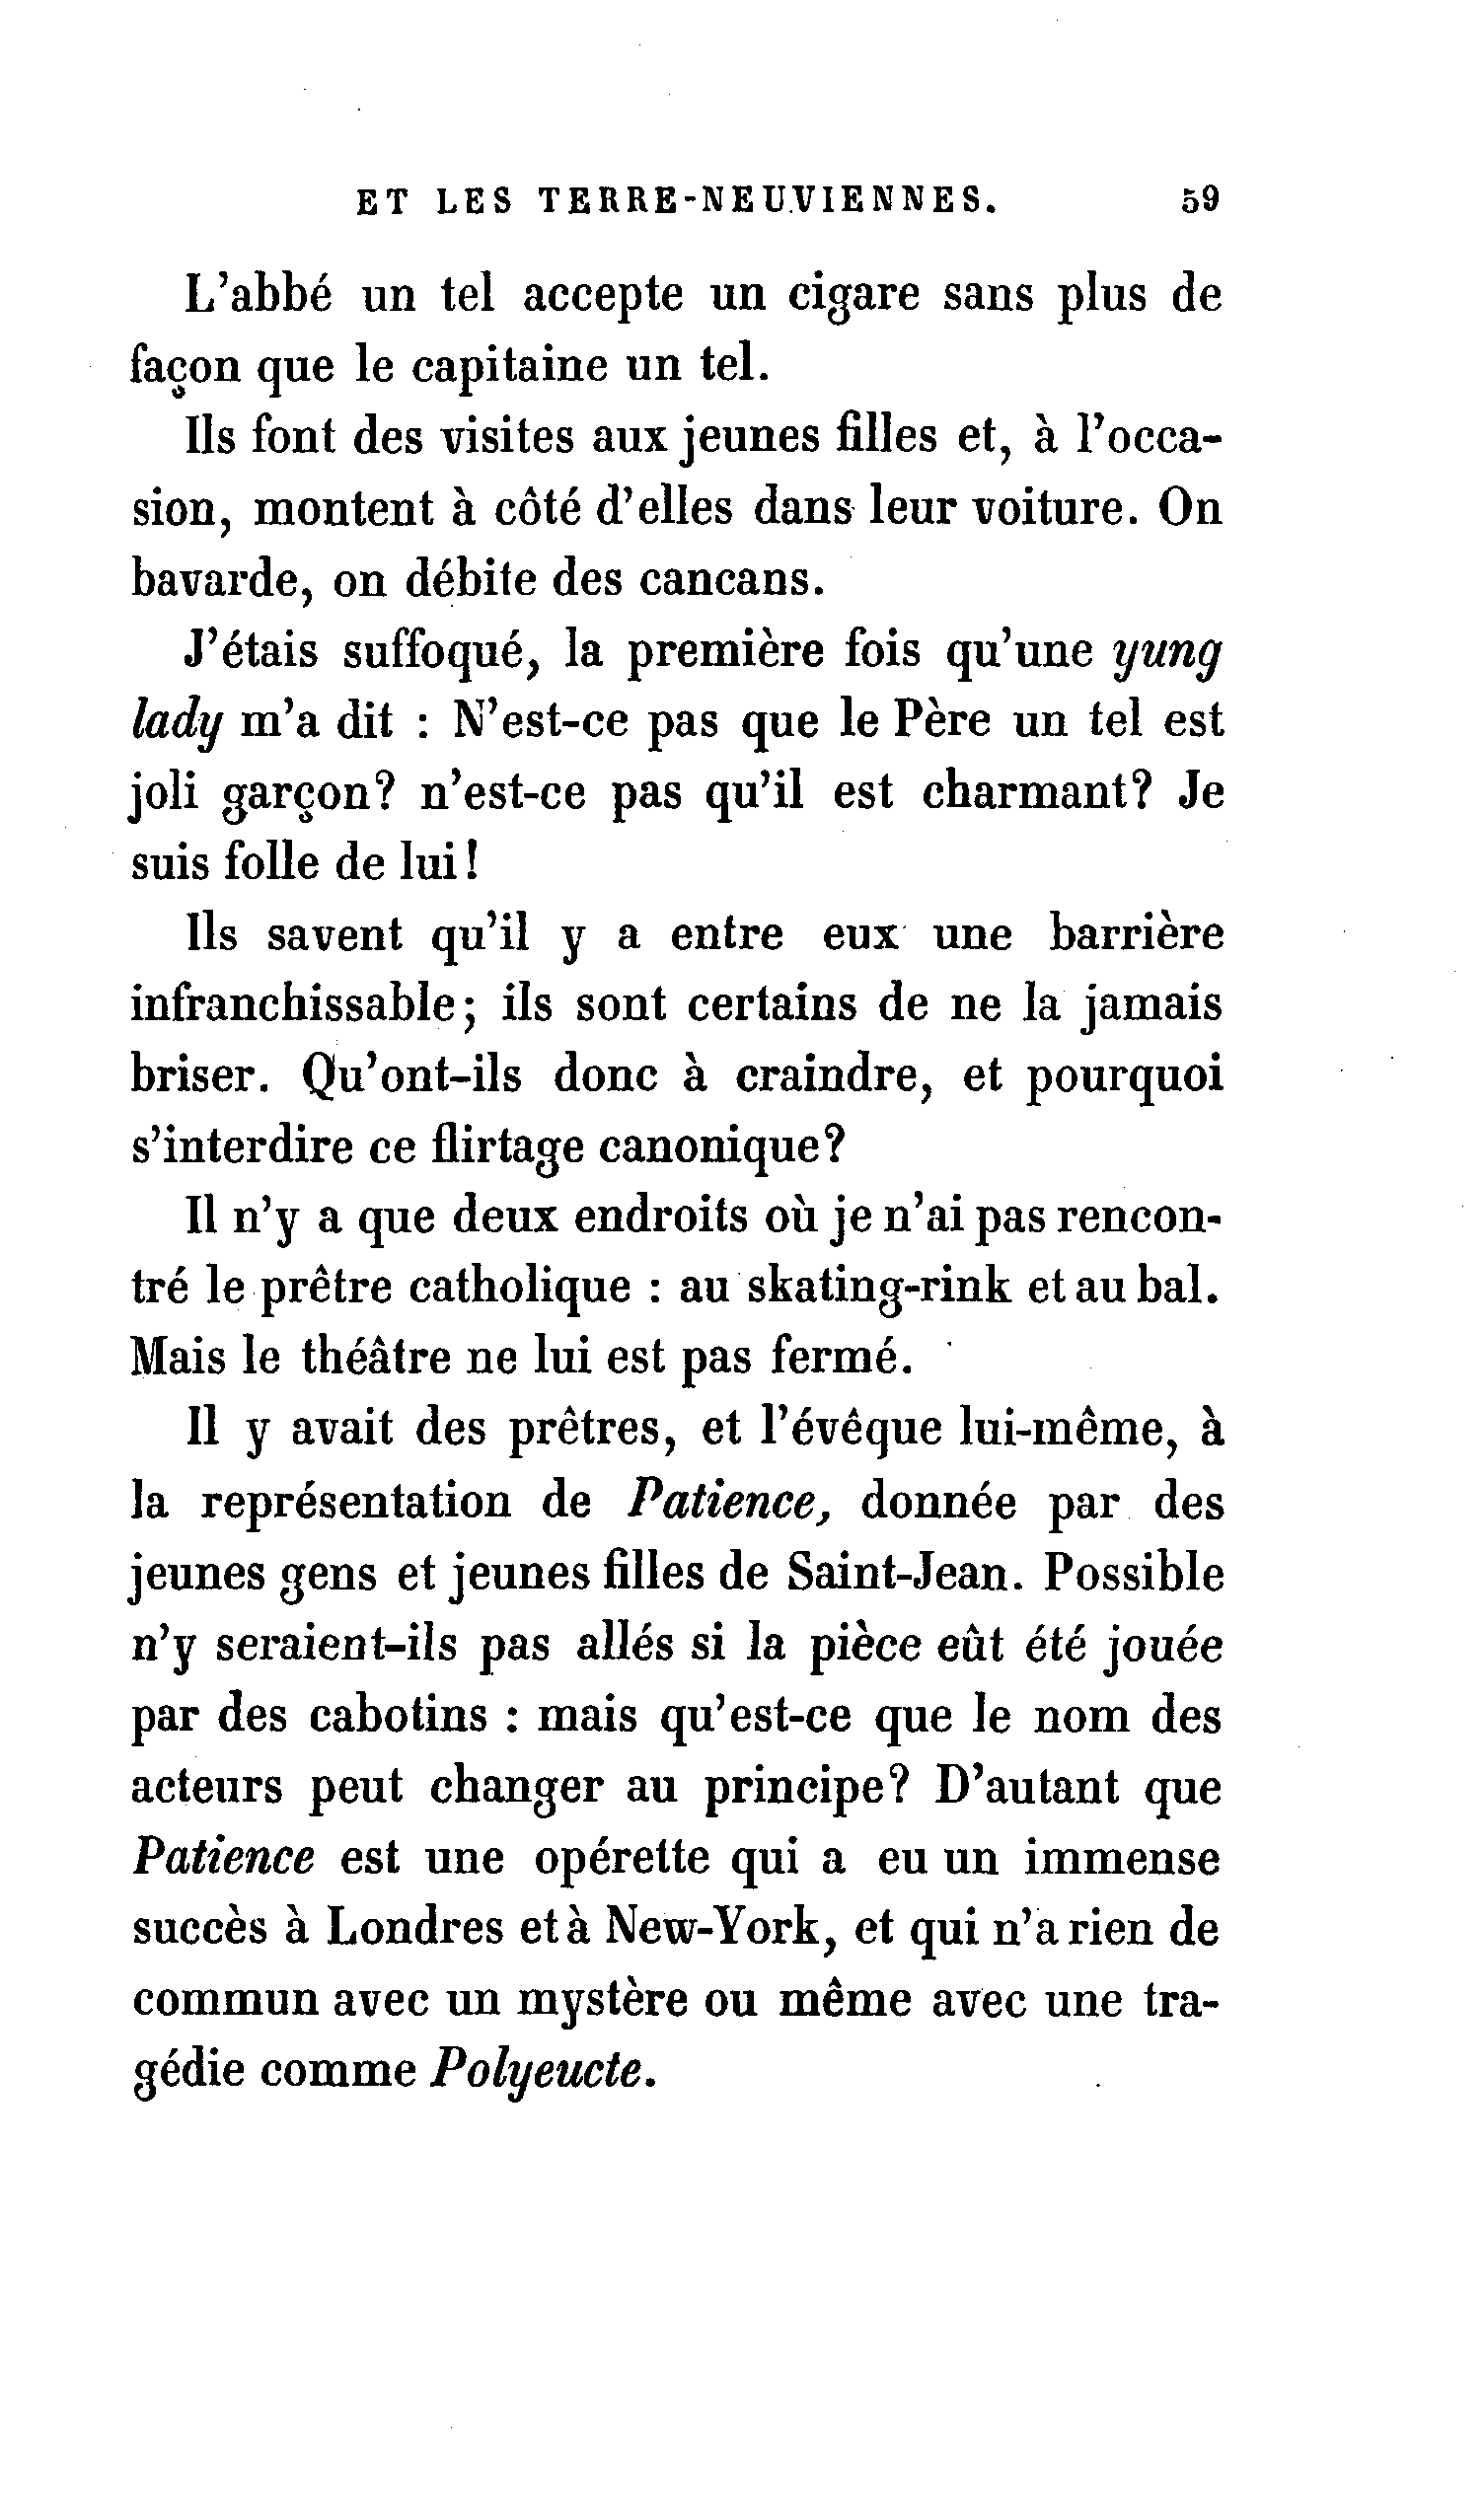 ET LES TERRE-NEUVIENNES. 59
L'abbé un tel accepte un cigare sans plus de
façon que le capitaine un tel.
Ils font des visites aux jeunes filles et, à l'occa-
sion, montent à côté d'elles dans leur voiture. On
bavarde, on débite des cancans.
J'étais suffoqué, la première fois qu'une yung
lady m'a dit : N'est-ce pas que le Père un tel est
joli garçon? n'est-ce pas qu'il est charmant? Je
suis folle de lui!
Ils savent qu'il y a entre eux une barrière
infranchissable; ils sont certains de ne la jamais
briser. Qu'ont-ils donc à craindre, et pourquoi
s'interdire ce flirtage canonique?
Il n'y a que deux endroits où je n'ai pas rencon-
tré le prêtre catholique : au skating-rink et au bal.
Mais le théâtre ne lui est pas fermé.
Il y avait des prêtres, et l'évêque lui-même, à
la représentation de Patience, donnée par des
jeunes gens et jeunes filles de Saint-Jean. Possible
n'y seraient-ils pas allés si la pièce eût été jouée
par des cabotins : mais qu'est-ce que le nom des
acteurs peut changer au principe? D'autant que
Patience est une opérette qui a eu un immense
succès à Londres et à New-York, et qui n'a rien de
commun avec un mystère ou même avec une tra-
gédie comme Polyeucte.